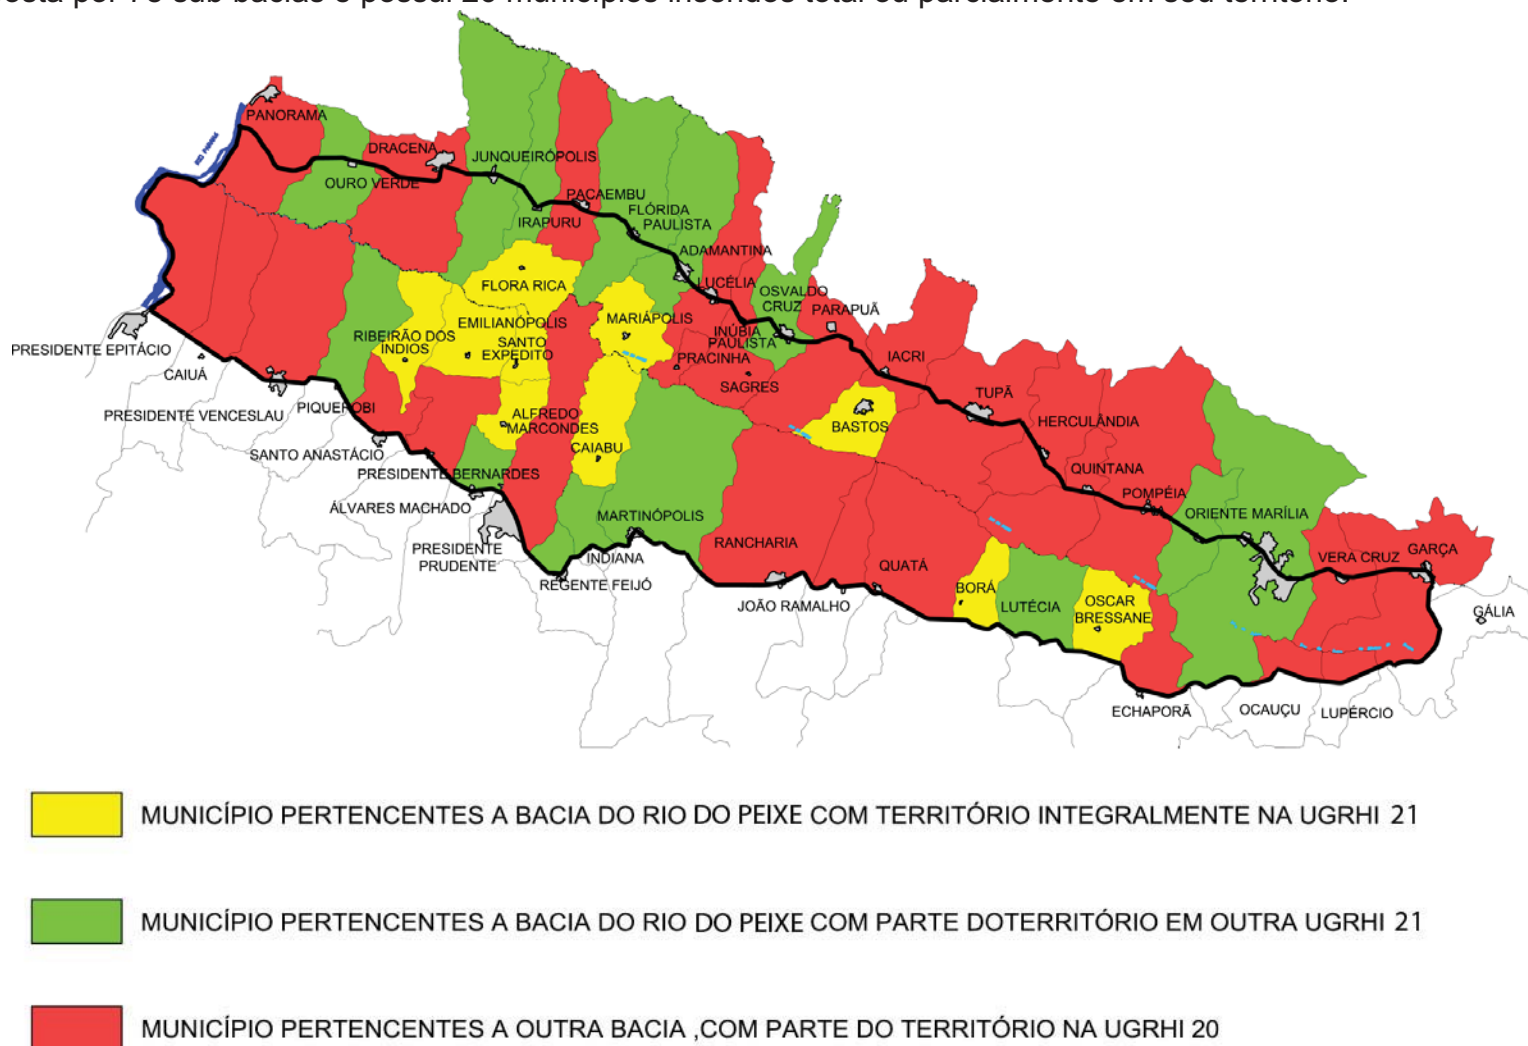 PANORAMA
DRACENA
JUNQUEIRÓPOLIS
OURO VERDE
PACAEMBU
IRAPURU
FLÓRIDA
PAULISTA
ADAMANTINA
FLORA RICA
LUCÉLIA
OSVALDO
CRUZ
PARAPUÃ
EMILIANÓPOLIS
MARIÁPOLIS
RIBEIRÃO DOS
ÍNDIOS
SANTO
EXPEDITO
INÚBIA
PAULISTA
PRESIDENTE EPITÁCIO
PRACINHA
IACRI
CAIUÁ
SAGRES
TUPÃ
PRESIDENTE VENCESLAU
PIQUEROBI
ALFREDO
MARCONDES
BASTOS
HERCULÂNDIA
SANTO ANASTÁCIO
CAIABU
QUINTANA
PRESIDENTE BERNARDES
POMPÉIA
ÁLVARES MACHADO
MARTINÓPOLIS
ORIENTE MARÍLIA
PRESIDENTE
PRUDENTE
INDIANA
RANCHARIA
VERA CRUZ
GARÇA
REGENTE FEIJÓ
QUATÁ
BORÁ
JOÃO RAMALHO
LUTÉCIA
OSCAR
BRESSANE
GÁLIA
ECHAPORÃ
OCAUÇU
LUPÉRCIO
MUNICÍPIO PERTENCENTES A BACIA DO RIO DO PEIXE COM TERRITÓRIO INTEGRALMENTE NA UGRHI 21
MUNICÍPIO PERTENCENTES A BACIA DO RIO DO PEIXE COM PARTE DOTERRITÓRIO EM OUTRA UGRHI 21
MUNICÍPIO PERTENCENTES A OUTRA BACIA ,COM PARTE DO TERRITÓRIO NA UGRHI 20